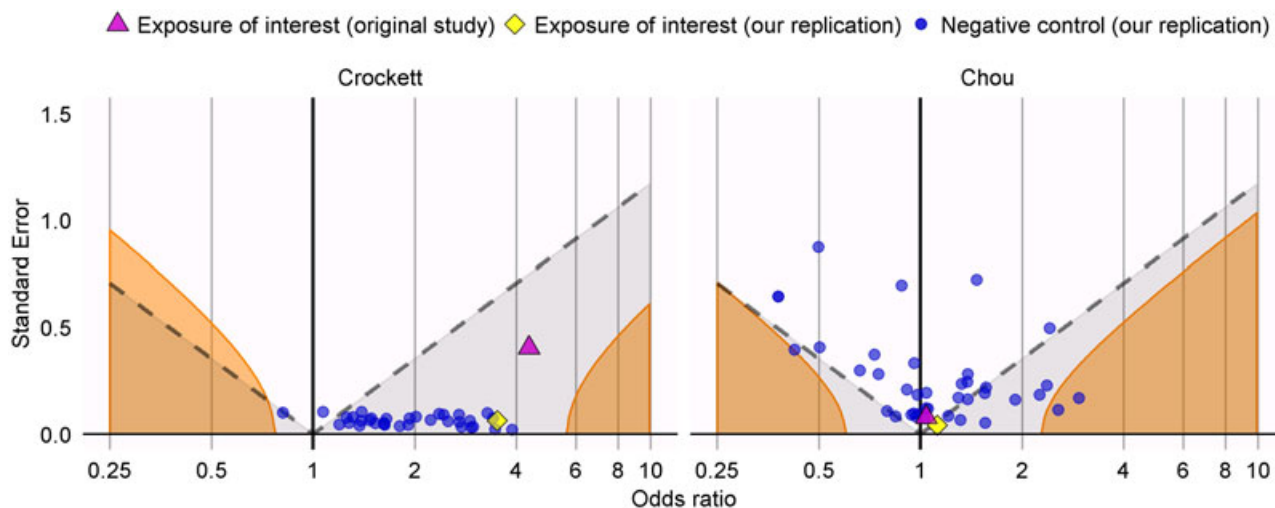 Exposure of interest (original study) Exposure of interest (our replication) Negative control (our replication)
Crockett Chou
1.5
1.0
0.5
0.0
Standard Error
0.25 0.5 1 2 4 6 8 10 0.25 0.5 1 2 4 6 8 10
Odds ratio